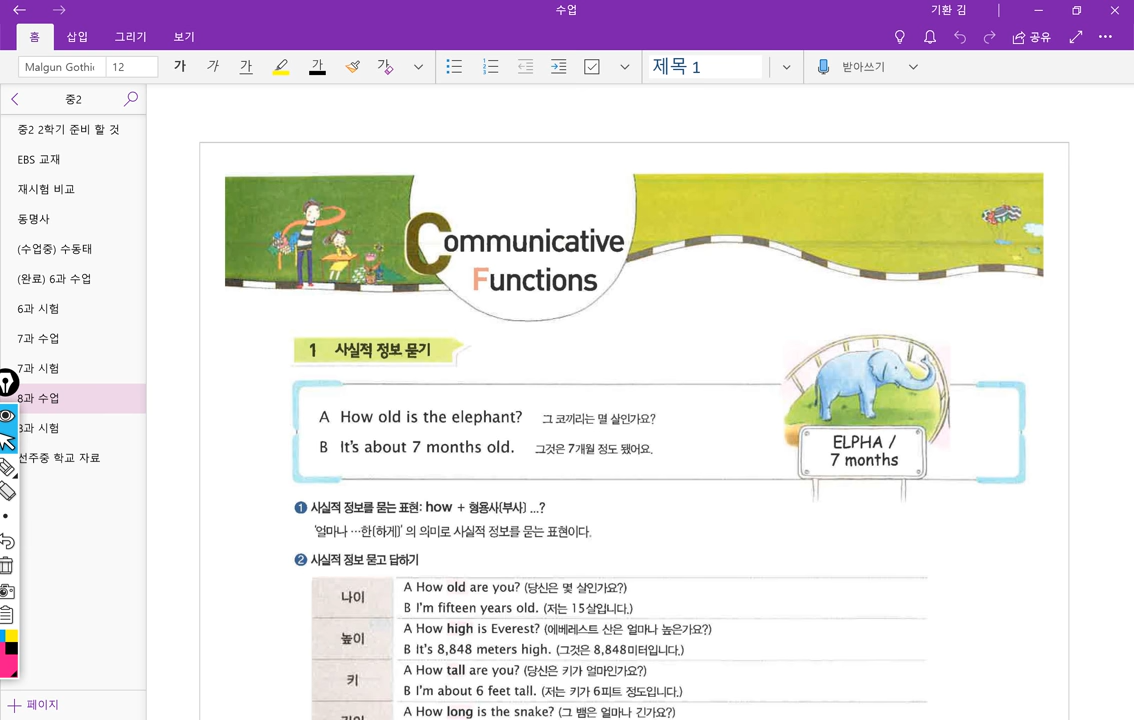 수업
기환 김
홈 삽입 그리기 보기
공유
Malgun Gothic 12 가 가 가 가 가 제목 1 받아쓰기
중2
중2 2학기 준비 할 것
EBS 교재
재시험 비교
동명사
(수업중) 수동태
(완료) 6과 수업
6과 시험
7과 수업
7과 시험
8과 수업
8과 시험
선주중 학교 자료
페이지
Communicative
Functions
1 사실적 정보 묻기
A How old is the elephant? 그 코끼리는 몇 살인가요?
B It's about 7 months old. 그것은 7개월 정도 됐어요.
ELPHA /
7 months
1 사실적 정보를 묻는 표현: how + 형용사[부사] ...?
'얼마나 …한[하게]' 의 의미로 사실적 정보를 묻는 표현이다.
2 사실적 정보 묻고 답하기
나이
A How old are you? (당신은 몇 살인가요?)
B I'm fifteen years old. (저는 15살입니다.)
높이
A How high is Everest? (에베레스트 산은 얼마나 높은가요?)
B It's 8,848 meters high. (그것은 8,848미터입니다.)
키
A How tall are you? (당신은 키가 얼마인가요?)
B I'm about 6 feet tall. (저는 키가 6피트 정도입니다.)
A How long is the snake? (그 뱀은 얼마나 긴가요?)